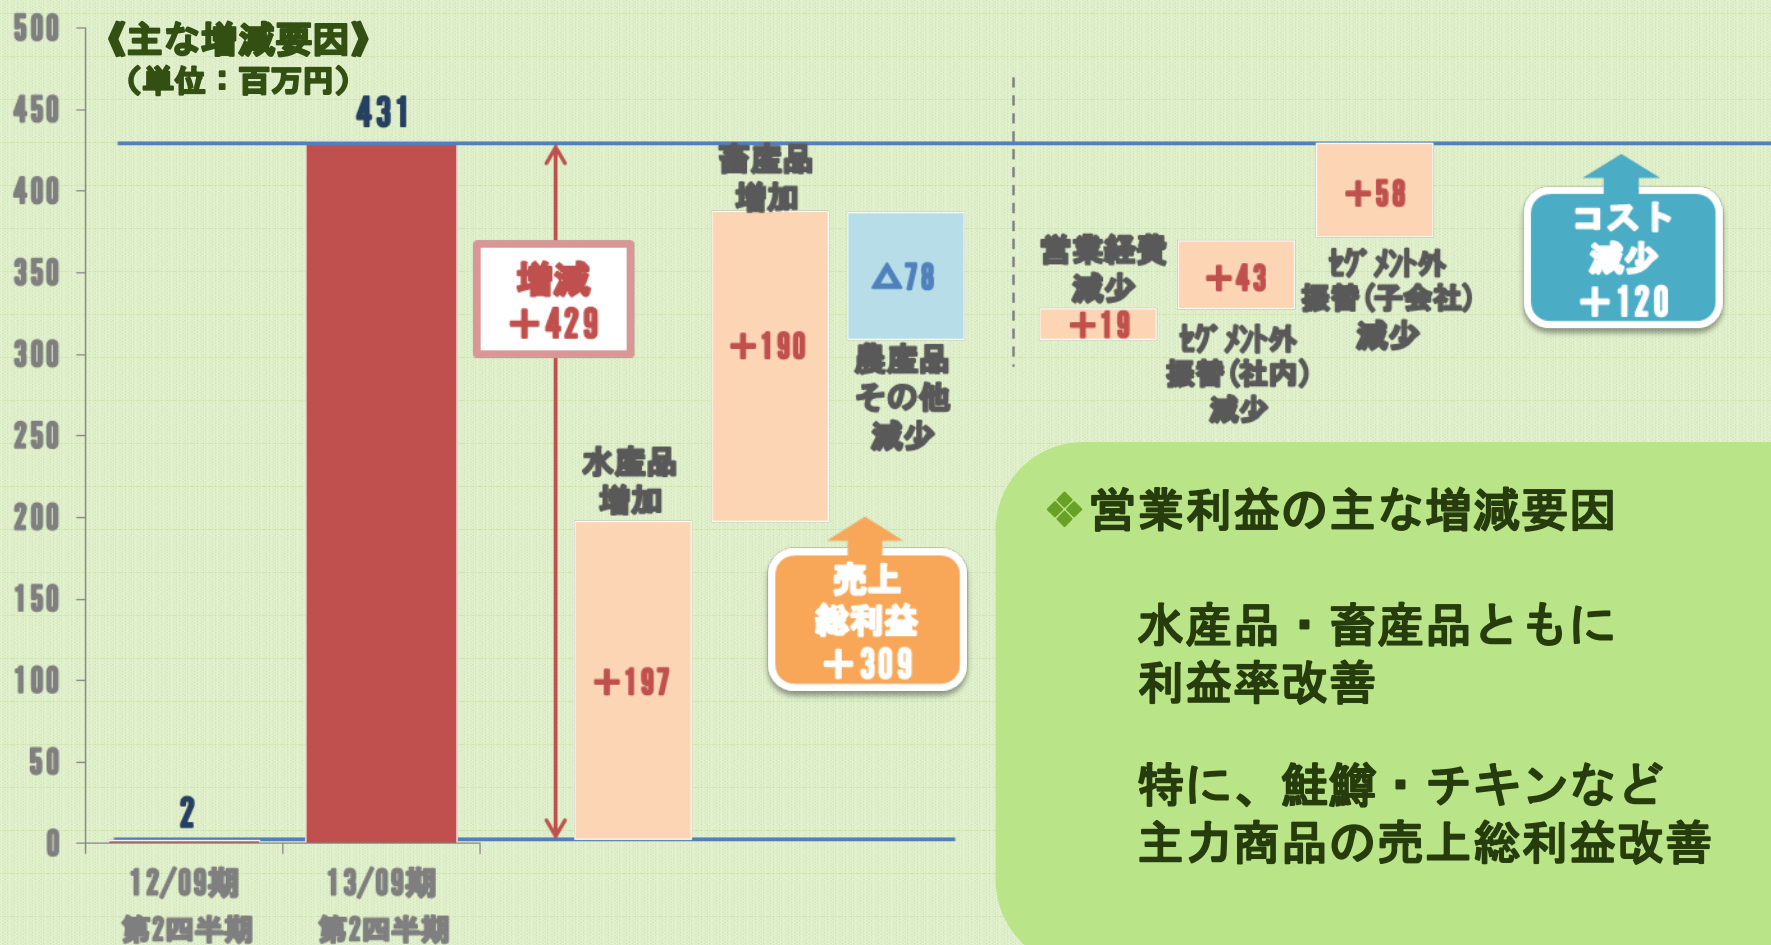 《主な増減要因》
（単位：百万円）
500
450
400
350
300
250
200
150
100
50
0
2
431
12/09期
第2四半期
13/09期
第2四半期
増減
＋429
水産品
増加
＋197
畜産品
増加
＋190
△78
農産品
その他
減少
売上
総利益
＋309
営業経費
減少
＋19
＋43
ｾｸﾞﾒﾝﾄ外
振替(社内)
減少
＋58
ｾｸﾞﾒﾝﾄ外
振替(子会社)
減少
コスト
減少
＋120
❖営業利益の主な増減要因
水産品・畜産品ともに
利益率改善
特に、鮭鱒・チキンなど
主力商品の売上総利益改善